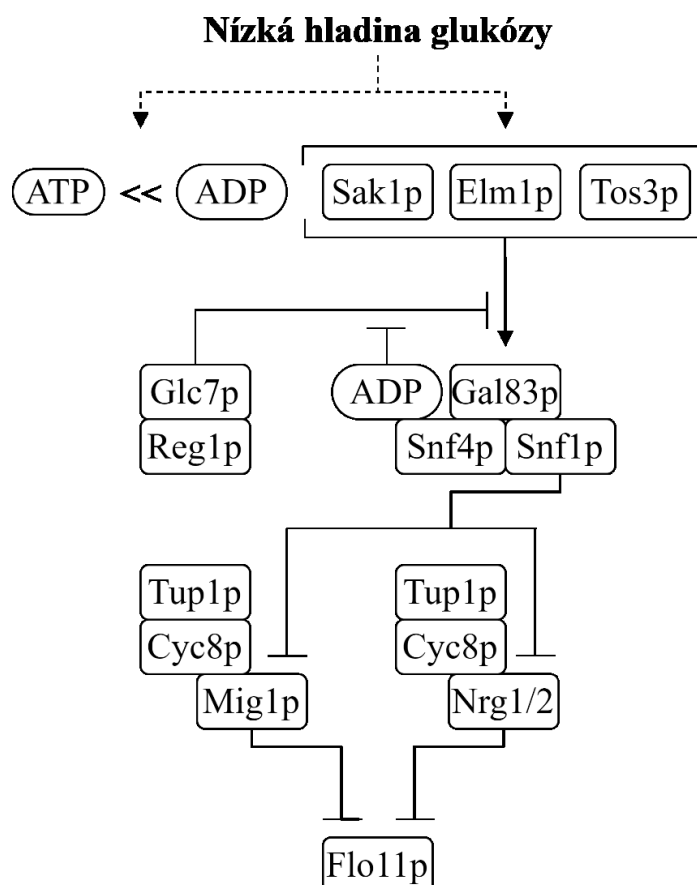 Nízká hladina glukózy
ATP << ADP Sak1p Elm1p Tos3p
Glc7p ADP Gal83p
Reg1p Snf4p Snf1p
Tup1p Tup1p
Cyc8p Cyc8p
Mig1p Nrg1/2
Flo11p